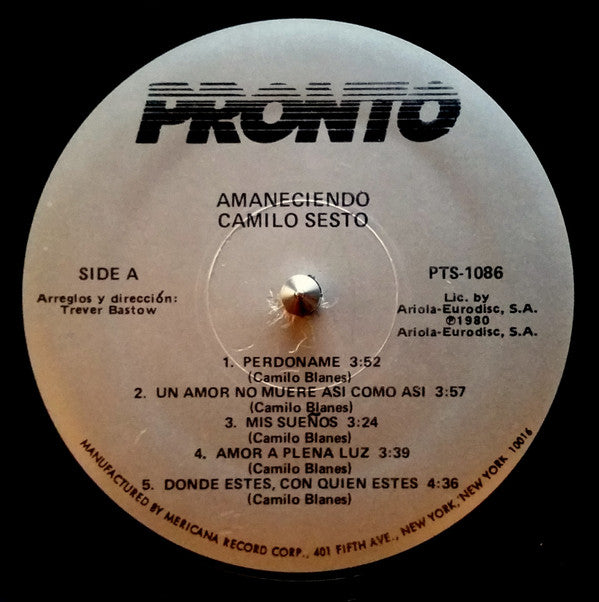 PRONTO
AMANECIENDO
CAMILO SESTO
SIDE A
Arreglos y dirección:
Trever Bastow
PTS-1086
Lic. by
Ariola-Eurodisc, S.A.
℗1980
Ariola-Eurodisc, S.A.
1. PERDONAME 3:52
(Camilo Blanes)
2. UN AMOR NO MUERE ASI COMO ASI 3:57
(Camilo Blanes)
3. MIS SUEÑOS 3:24
(Camilo Blanes)
4. AMOR A PLENA LUZ 3:39
(Camilo Blanes)
5. DONDE ESTES, CON QUIEN ESTES 4:36
(Camilo Blanes)
MANUFACTURED BY MERICANA RECORD CORP., 401 FIFTH AVE., NEW YORK, NEW YORK 10016